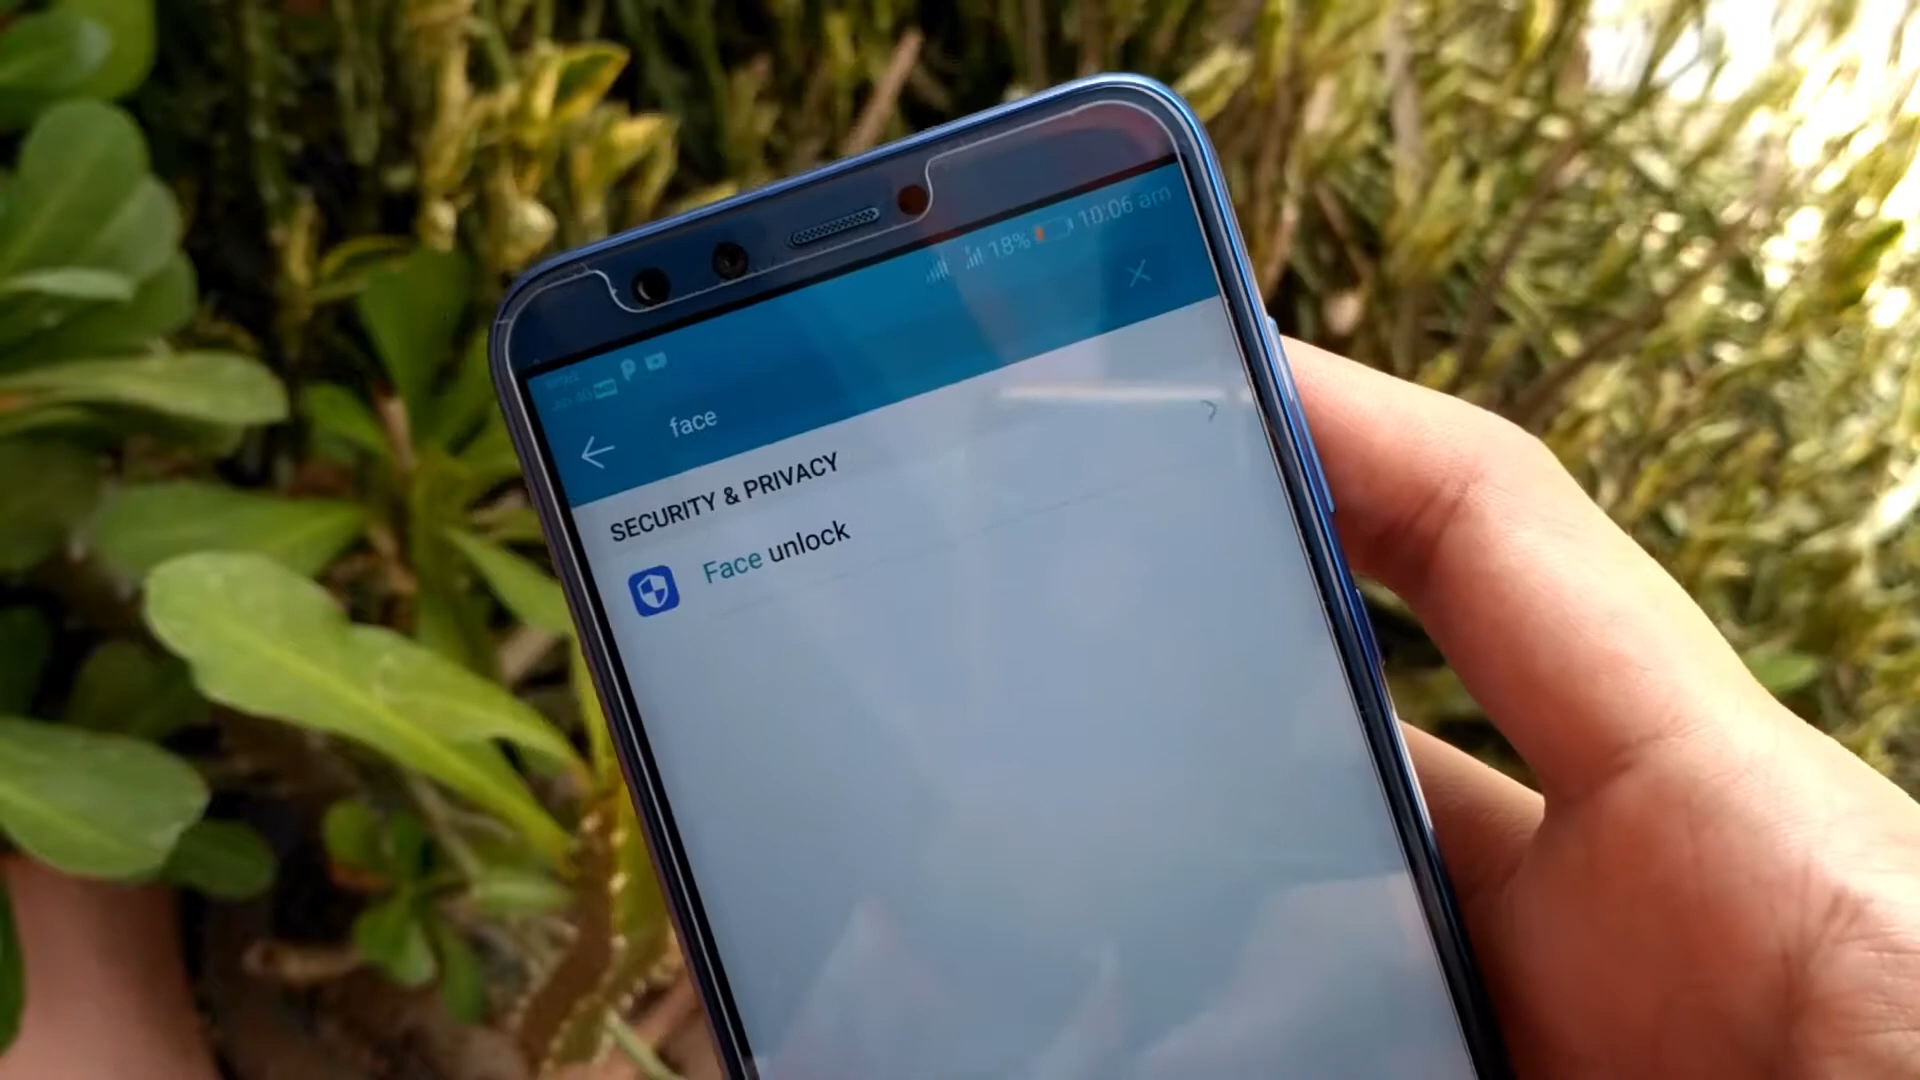 18% 10:06 am
face
SECURITY & PRIVACY
Face unlock